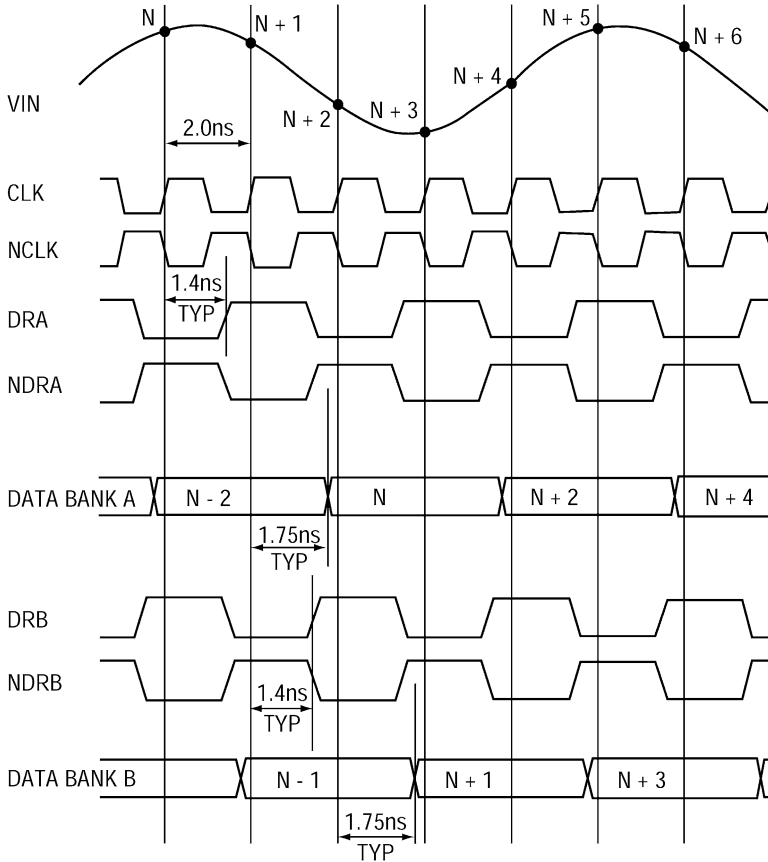 N
N + 1
N + 2
N + 3
N + 4
N + 5
N + 6
VIN
2.0ns
CLK
NCLK
1.4ns
TYP
DRA
NDRA
DATA BANK A
N - 2
N
N + 2
N + 4
1.75ns
TYP
DRB
NDRB
1.4ns
TYP
DATA BANK B
N - 1
N + 1
N + 3
1.75ns
TYP